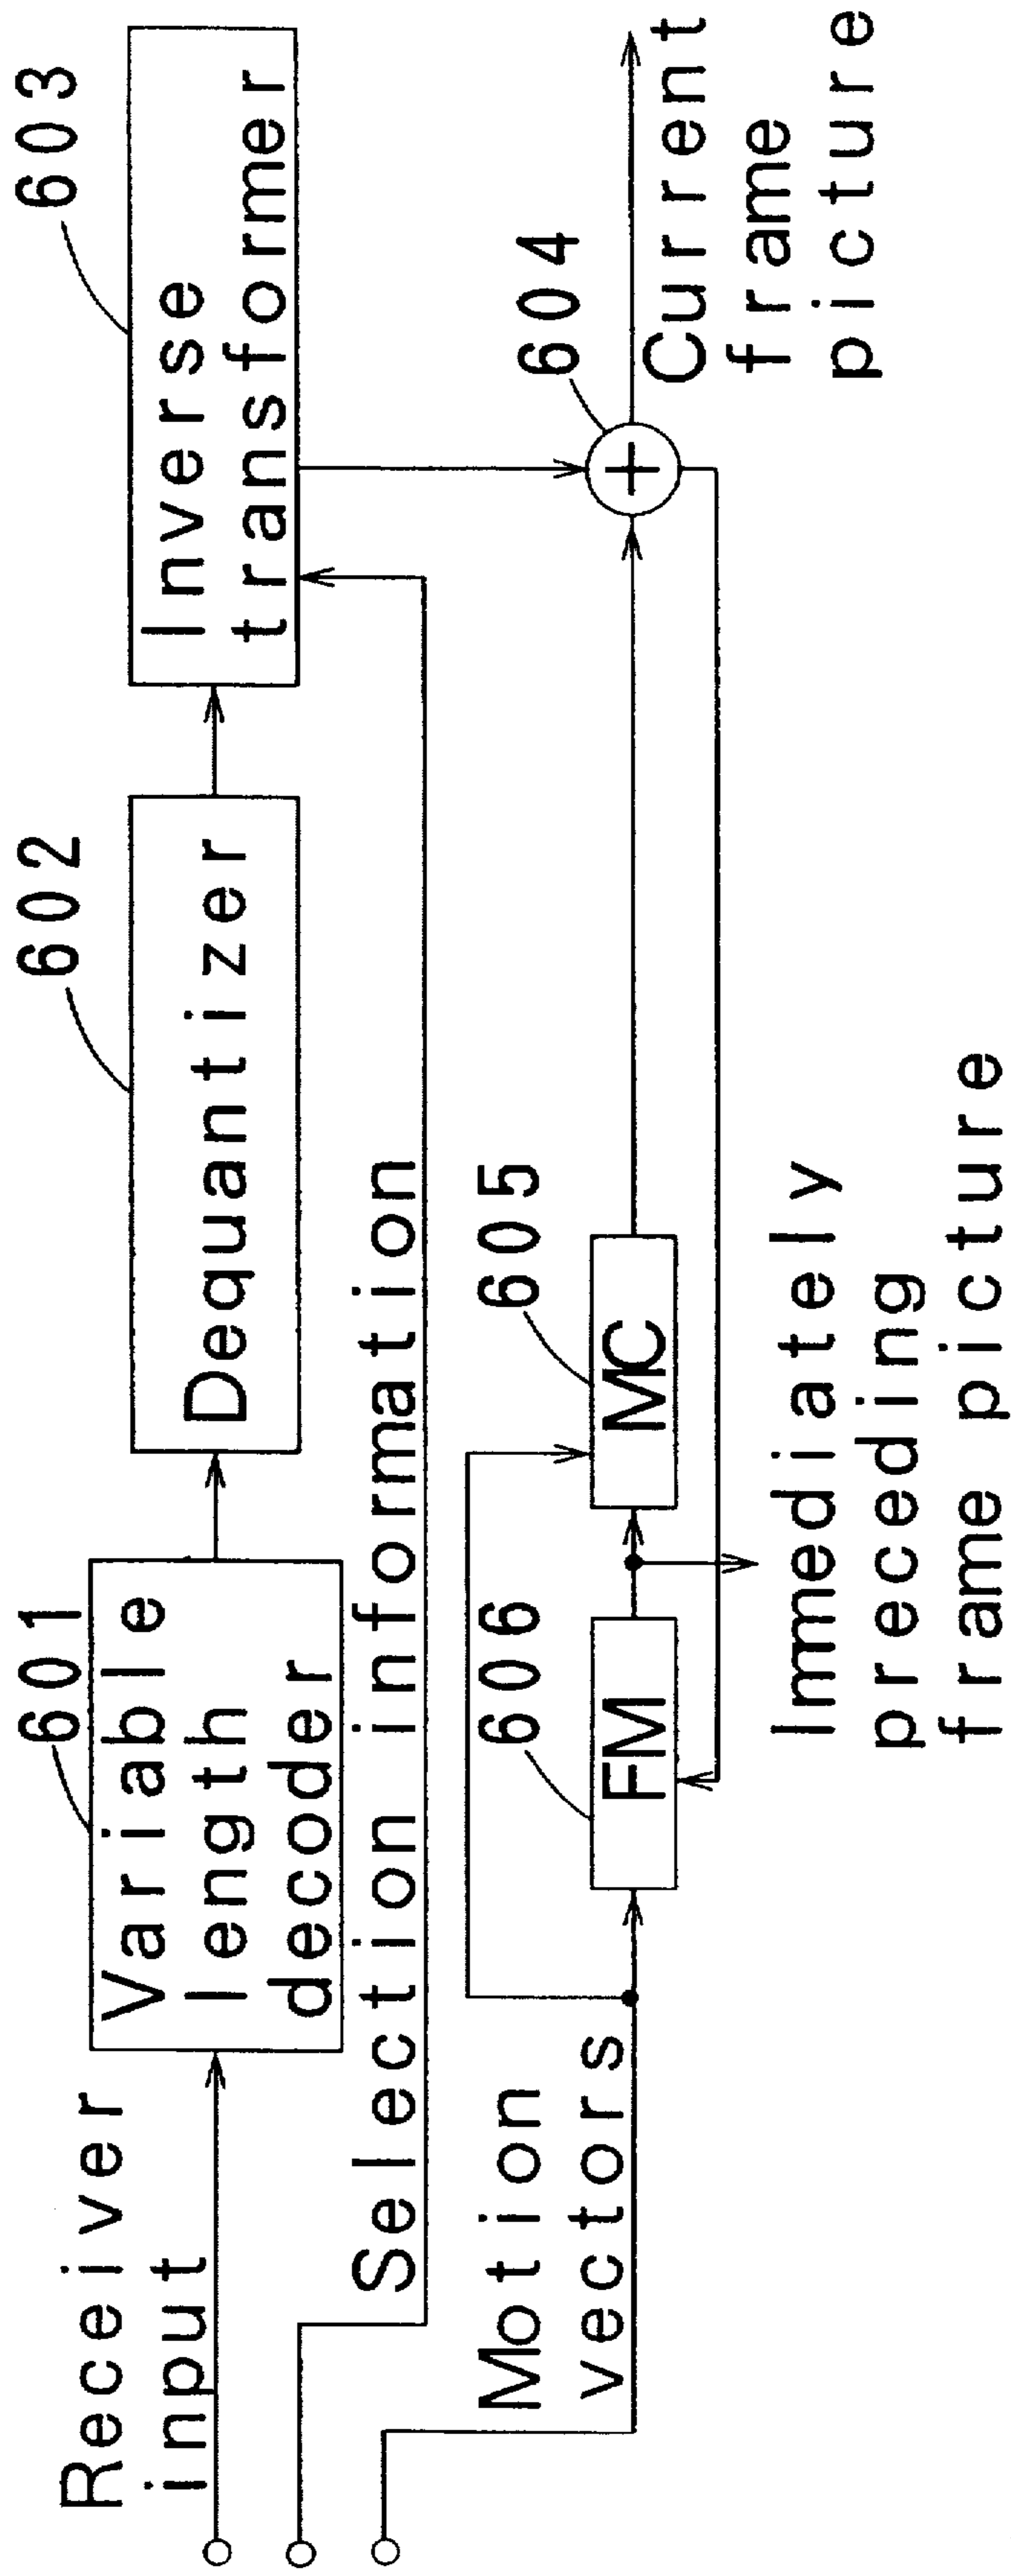 601
602
603
Receiver
input
Variable
length
decoder
Dequantizer
Inverse
transformer
Selection information
604
Motion
vectors
606
605
FM
MC
+
Current
frame
picture
Immediately
preceding
frame picture